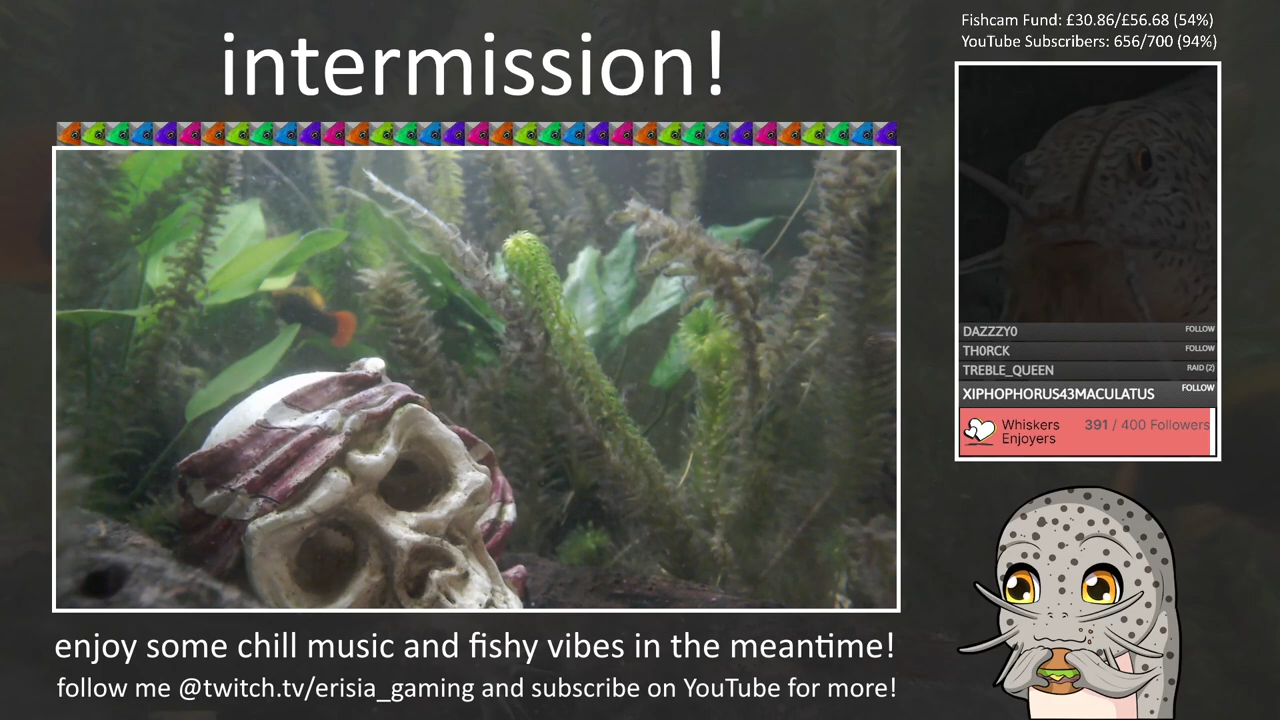 intermission!
Fishcam Fund: £30.86/£56.68 (54%)
YouTube Subscribers: 656/700 (94%)
DAZZZY0 FOLLOW
TH0RCK FOLLOW
TREBLE_QUEEN RAID (2)
XIPHOPHORUS43MACULATUS FOLLOW
Whiskers Enjoyers 391 / 400 Followers
enjoy some chill music and fishy vibes in the meantime!
follow me @twitch.tv/erisia_gaming and subscribe on YouTube for more!